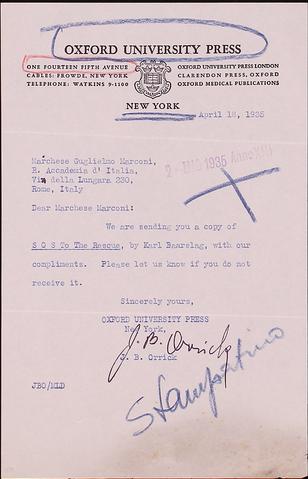 OXFORD UNIVERSITY PRESS
ONE FOURTEEN FIFTH AVENUE
CABLES: FROWDE, NEW YORK
TELEPHONE: WATKINS 9-1100
OXFORD UNIVERSITY PRESS LONDON
CLARENDON PRESS, OXFORD
OXFORD MEDICAL PUBLICATIONS
NEW YORK
April 18, 1935
Marchese Guglielmo Marconi,
R. Accademia d' Italia,
Via della Lungara 230,
Rome, Italy
1935 Anno XIII
Dear Marchese Marconi:
We are sending you a copy of
S O S To The Rescue, by Karl Baarslag, with our
compliments. Please let us know if you do not
receive it.
Sincerely yours,
OXFORD UNIVERSITY PRESS
New York,
J. B. Orrick
J. B. Orrick
JBO/MLD